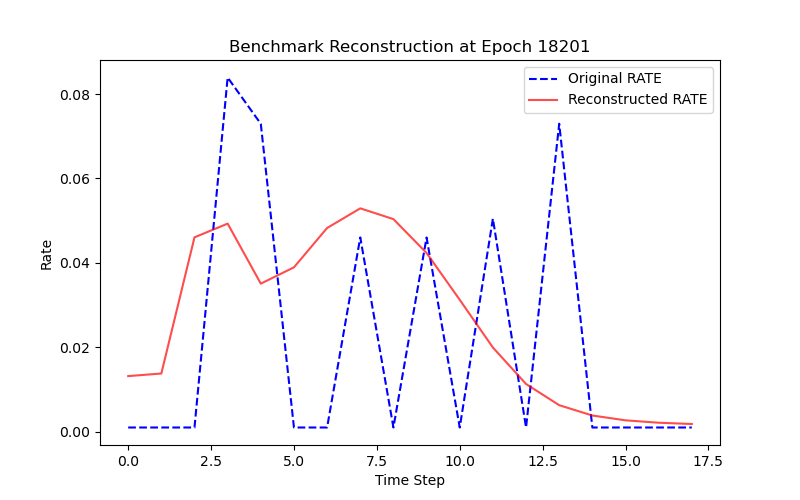 Benchmark Reconstruction at Epoch 18201
Original RATE
Reconstructed RATE
Rate
0.08
0.06
0.04
0.02
0.00
0.0 2.5 5.0 7.5 10.0 12.5 15.0 17.5
Time Step